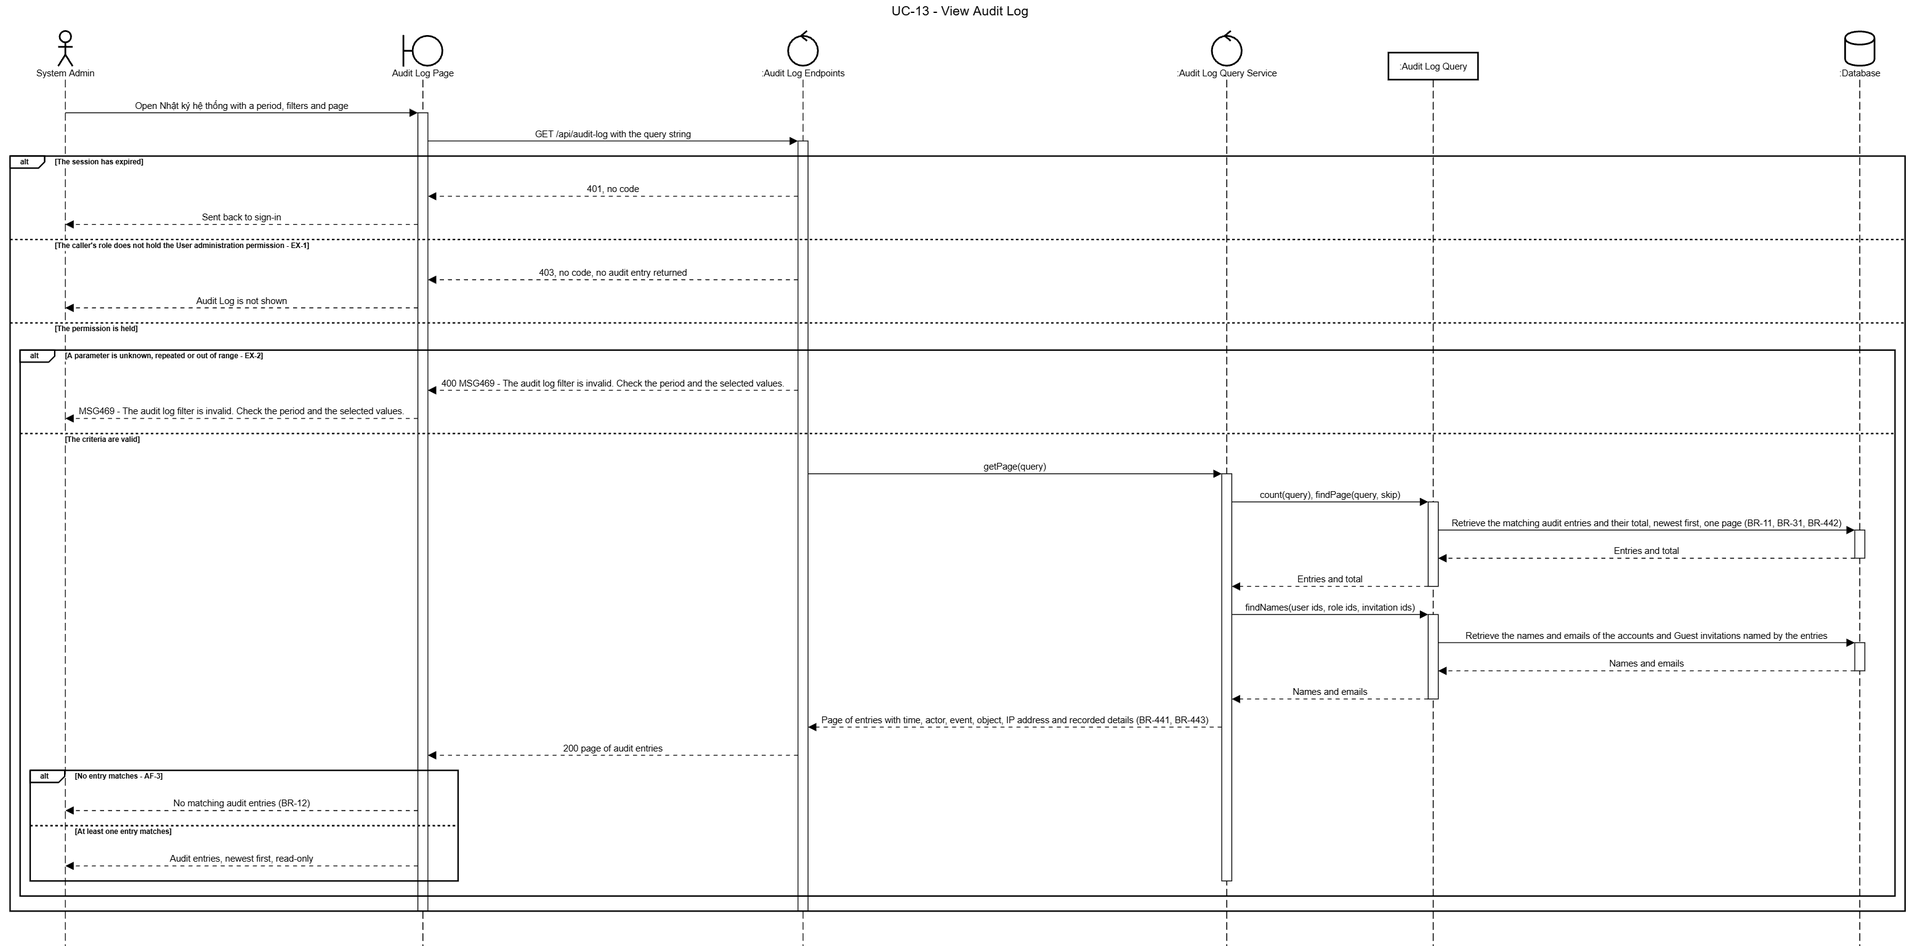 UC-13 - View Audit Log
System Admin
Audit Log Page
:Audit Log Endpoints
:Audit Log Query Service
:Audit Log Query
:Database
Open Nhật ký hệ thống with a period, filters and page
GET /api/audit-log with the query string
alt
[The session has expired]
401, no code
Sent back to sign-in
[The caller's role does not hold the User administration permission - EX-1]
403, no code, no audit entry returned
Audit Log is not shown
[The permission is held]
alt
[A parameter is unknown, repeated or out of range - EX-2]
400 MSG469 - The audit log filter is invalid. Check the period and the selected values.
MSG469 - The audit log filter is invalid. Check the period and the selected values.
[The criteria are valid]
getPage(query)
count(query), findPage(query, skip)
Retrieve the matching audit entries and their total, newest first, one page (BR-11, BR-31, BR-442)
Entries and total
Entries and total
findNames(user ids, role ids, invitation ids)
Retrieve the names and emails of the accounts and Guest invitations named by the entries
Names and emails
Names and emails
Page of entries with time, actor, event, object, IP address and recorded details (BR-441, BR-443)
200 page of audit entries
alt
[No entry matches - AF-3]
No matching audit entries (BR-12)
[At least one entry matches]
Audit entries, newest first, read-only